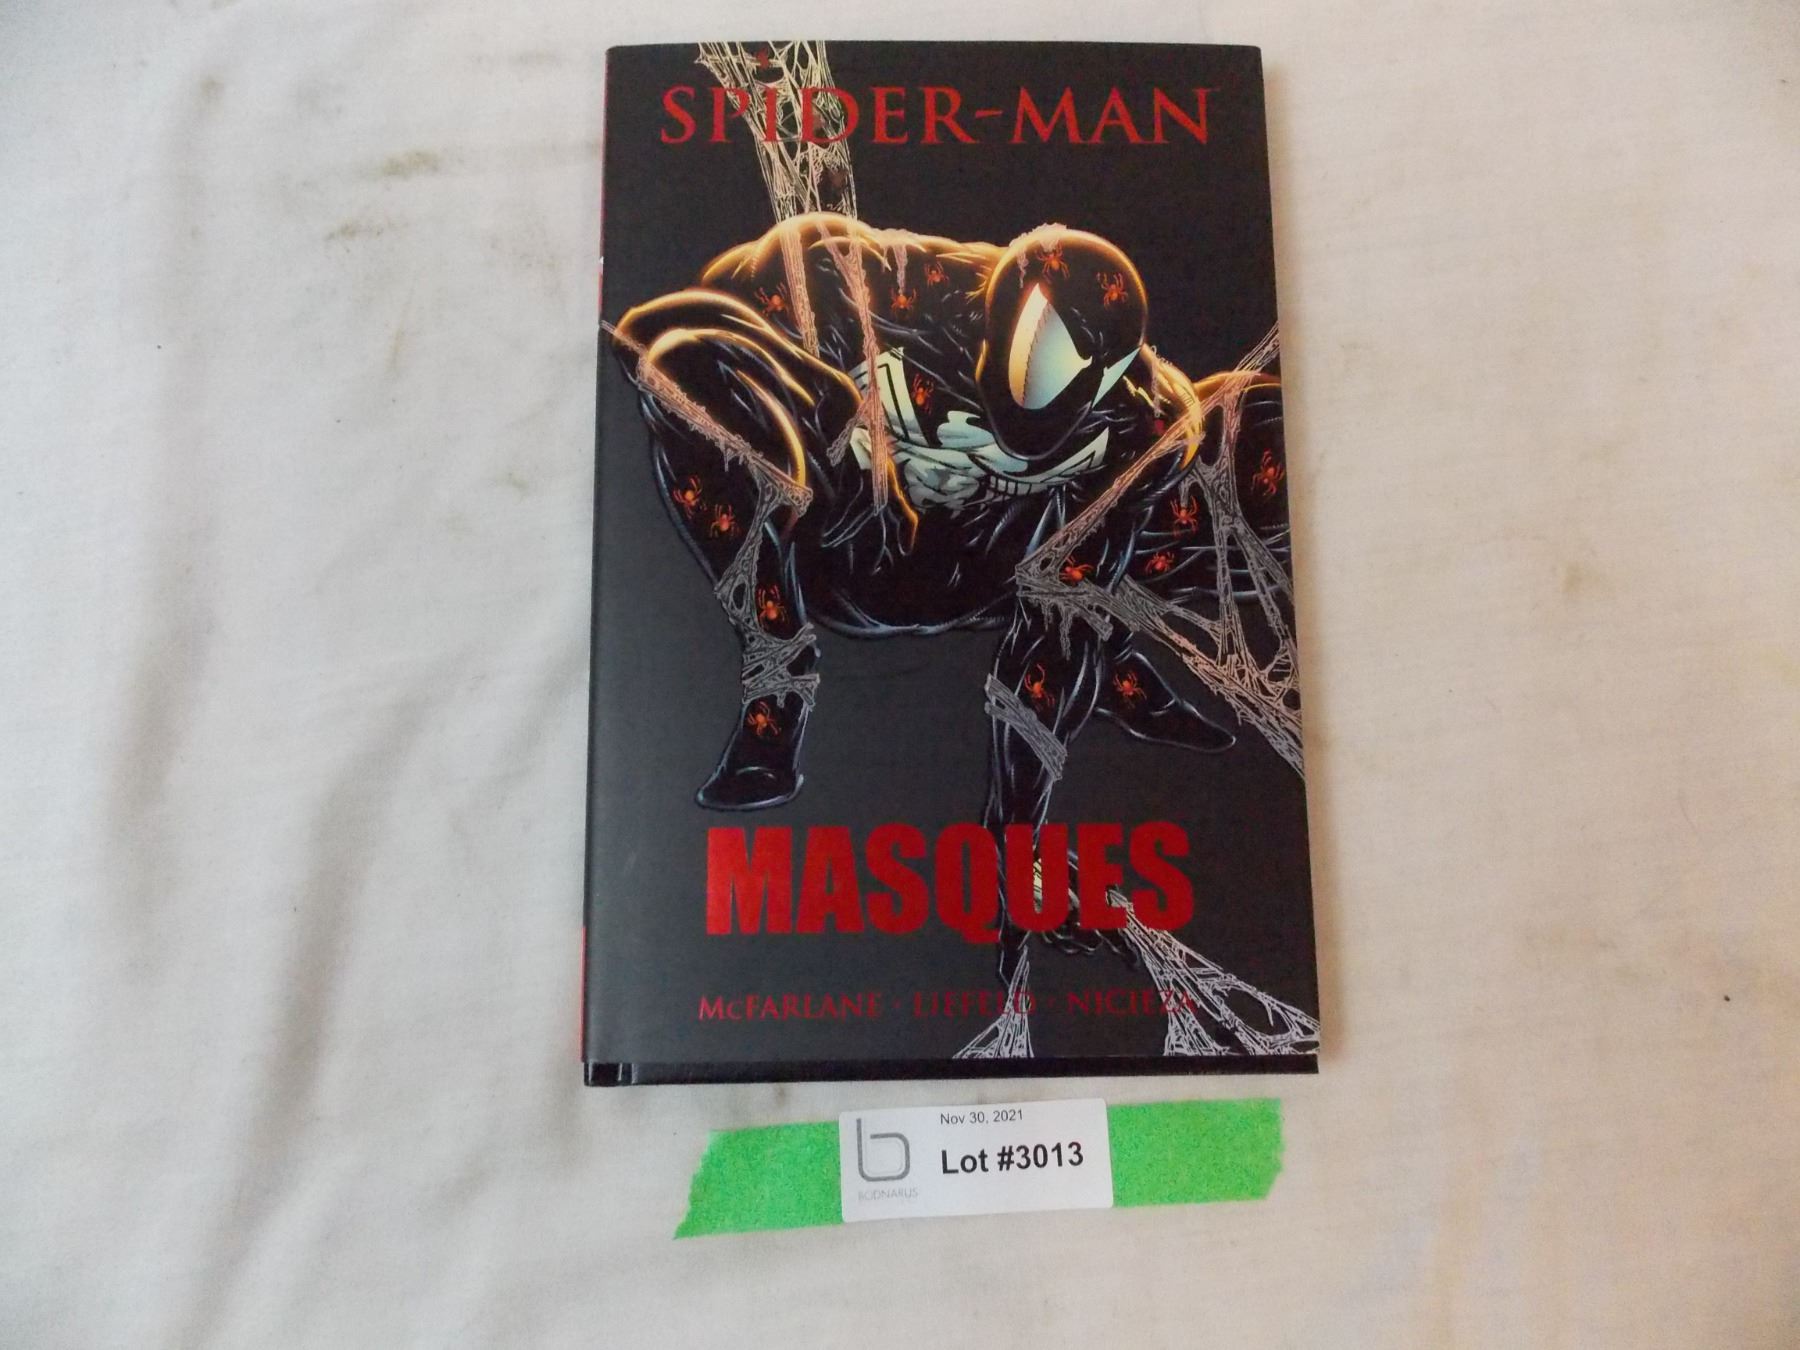 SPIDER-MAN
MASQUES
McFARLANE · LIEFELD · NICIEZA
Nov 30, 2021
Lot #3013
BODNARUS